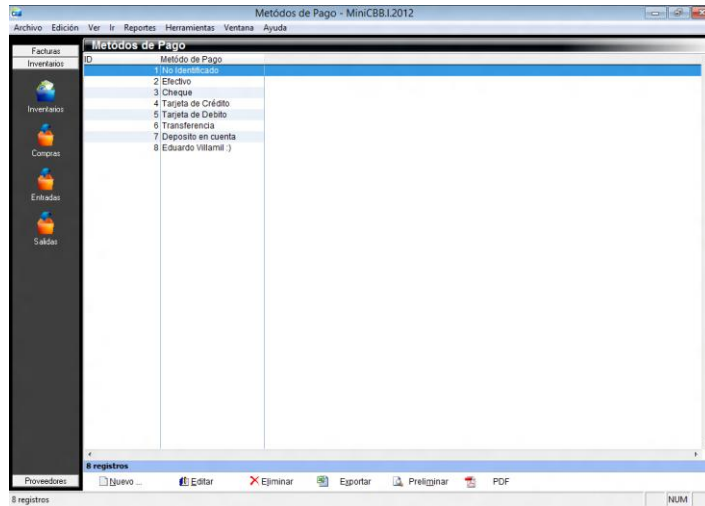 Metódos de Pago - MiniCBB.I.2012
Archivo Edición Ver Ir Reportes Herramientas Ventana Ayuda
Facturas
Inventarios
Inventarios
Compras
Entradas
Salidas
Proveedores
Metódos de Pago
ID Metódo de Pago
1 No Identificado
2 Efectivo
3 Cheque
4 Tarjeta de Crédito
5 Tarjeta de Debito
6 Transferencia
7 Deposito en cuenta
8 Eduardo Villamil :)
8 registros
Nuevo ... Editar Eliminar Exportar Preliminar PDF
8 registros NUM